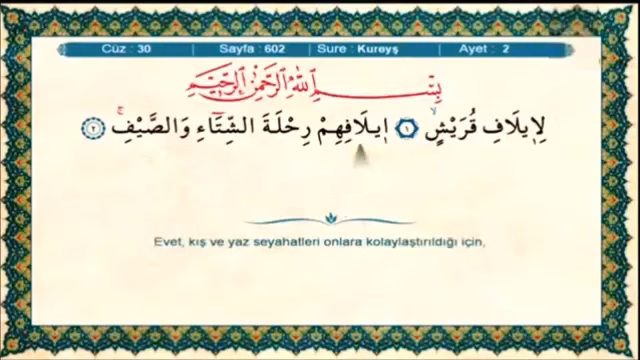 Cüz : 30 | Sayfa : 602 | Sure : Kureyş | Ayet : 2
بِسْمِ اللّٰهِ الرَّحْمٰنِ الرَّحِيمِ
لِإِيلَافِ قُرَيْشٍۙ ﴿١﴾ إِيلَافِهِمْ رِحْلَةَ الشِّتَٓاءِ وَالصَّيْفِۚ ﴿٢﴾
Evet, kış ve yaz seyahatleri onlara kolaylaştırıldığı için,